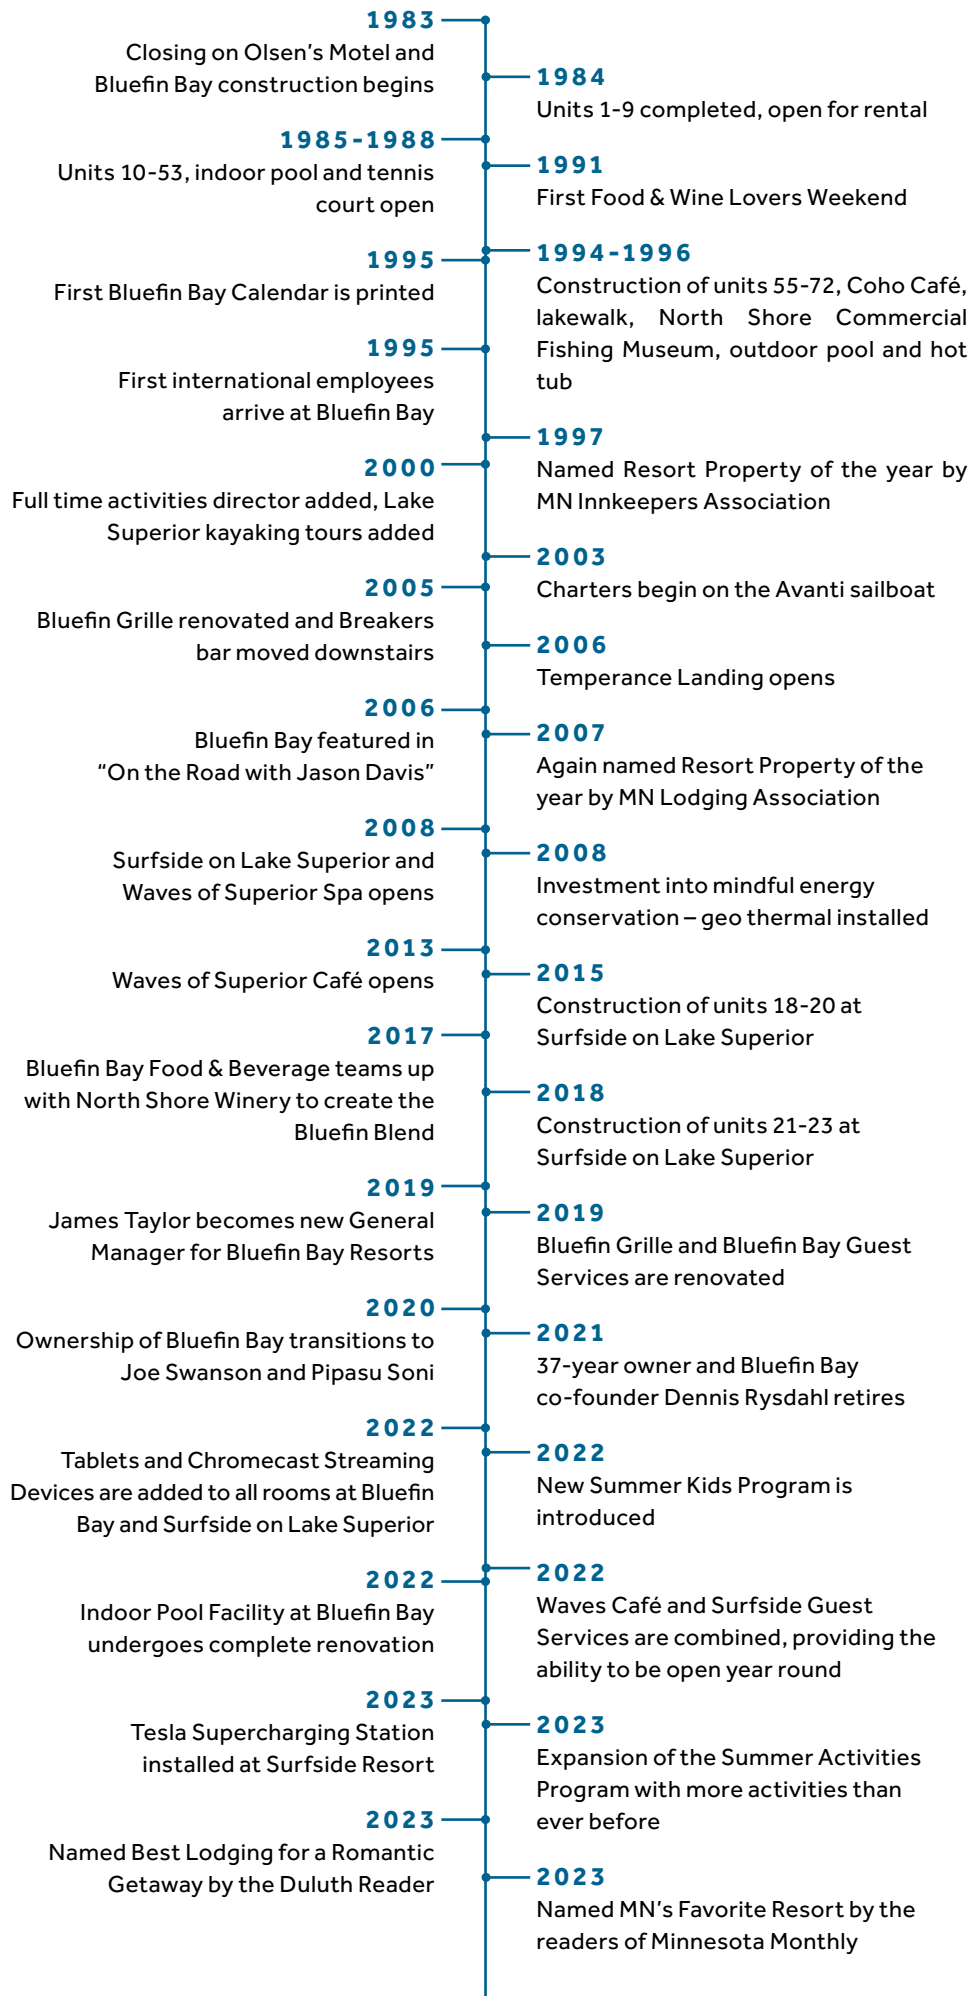 1983
Closing on Olsen's Motel and
Bluefin Bay construction begins
1984
Units 1-9 completed, open for rental
1985-1988
Units 10-53, indoor pool and tennis
court open
1991
First Food & Wine Lovers Weekend
1994-1996
Construction of units 55-72, Coho Café,
lakewalk, North Shore Commercial
Fishing Museum, outdoor pool and hot
tub
1995
First Bluefin Bay Calendar is printed
1995
First international employees
arrive at Bluefin Bay
1997
Named Resort Property of the year by
MN Innkeepers Association
2000
Full time activities director added, Lake
Superior kayaking tours added
2003
Charters begin on the Avanti sailboat
2005
Bluefin Grille renovated and Breakers
bar moved downstairs
2006
Temperance Landing opens
2006
Bluefin Bay featured in
“On the Road with Jason Davis”
2007
Again named Resort Property of the
year by MN Lodging Association
2008
Surfside on Lake Superior and
Waves of Superior Spa opens
2008
Investment into mindful energy
conservation – geo thermal installed
2013
Waves of Superior Café opens
2015
Construction of units 18-20 at
Surfside on Lake Superior
2017
Bluefin Bay Food & Beverage teams up
with North Shore Winery to create the
Bluefin Blend
2018
Construction of units 21-23 at
Surfside on Lake Superior
2019
James Taylor becomes new General
Manager for Bluefin Bay Resorts
2019
Bluefin Grille and Bluefin Bay Guest
Services are renovated
2020
Ownership of Bluefin Bay transitions to
Joe Swanson and Pipasu Soni
2021
37-year owner and Bluefin Bay
co-founder Dennis Rysdahl retires
2022
Tablets and Chromecast Streaming
Devices are added to all rooms at Bluefin
Bay and Surfside on Lake Superior
2022
New Summer Kids Program is
introduced
2022
Waves Café and Surfside Guest
Services are combined, providing the
ability to be open year round
2022
Indoor Pool Facility at Bluefin Bay
undergoes complete renovation
2023
Tesla Supercharging Station
installed at Surfside Resort
2023
Expansion of the Summer Activities
Program with more activities than
ever before
2023
Named Best Lodging for a Romantic
Getaway by the Duluth Reader
2023
Named MN's Favorite Resort by the
readers of Minnesota Monthly